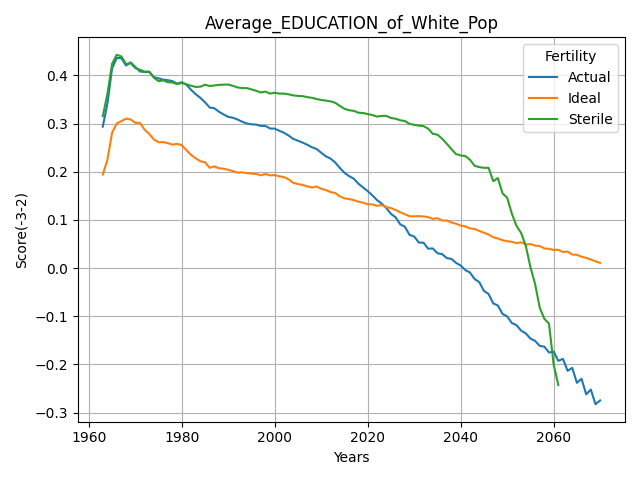 Average_EDUCATION_of_White_Pop
Fertility
Actual
Ideal
Sterile
Score(-3-2)
0.4
0.3
0.2
0.1
0.0
−0.1
−0.2
−0.3
1960 1980 2000 2020 2040 2060
Years